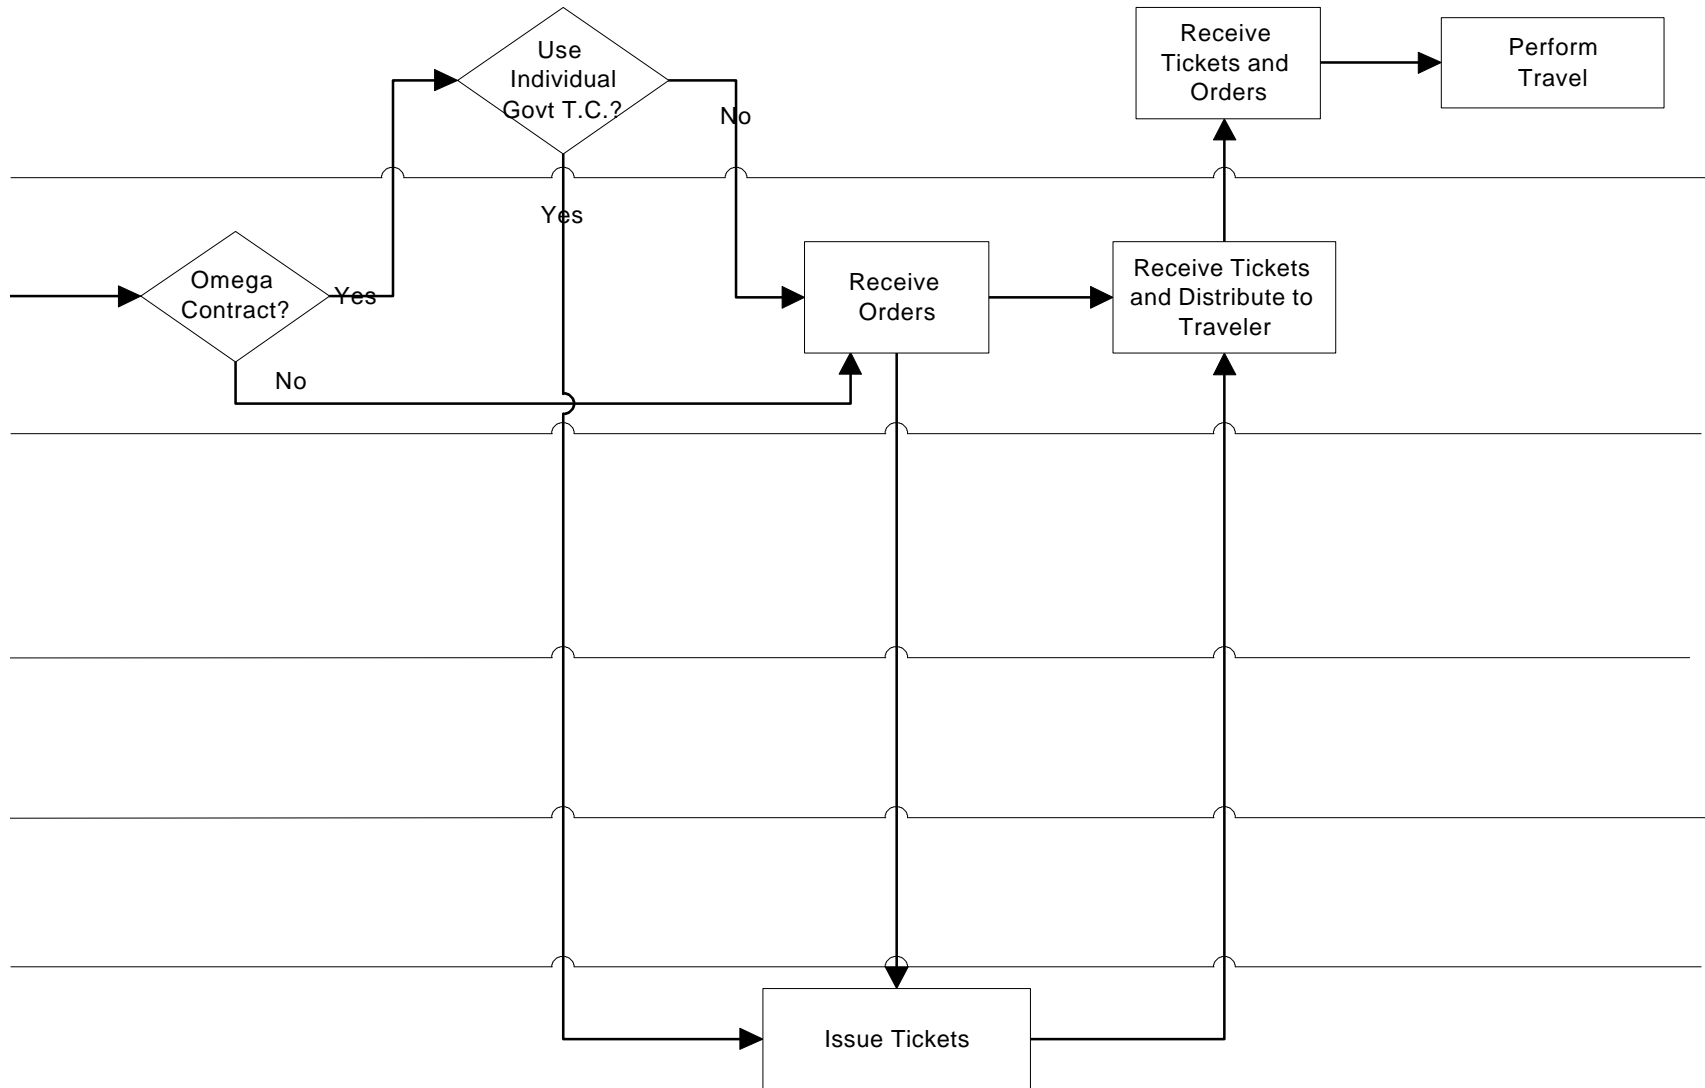 Use
Individual
Govt T.C.?
No
Receive
Tickets and
Orders
Perform
Travel
Yes
Omega
Contract?
Yes
No
Receive
Orders
Receive Tickets
and Distribute to
Traveler
Issue Tickets